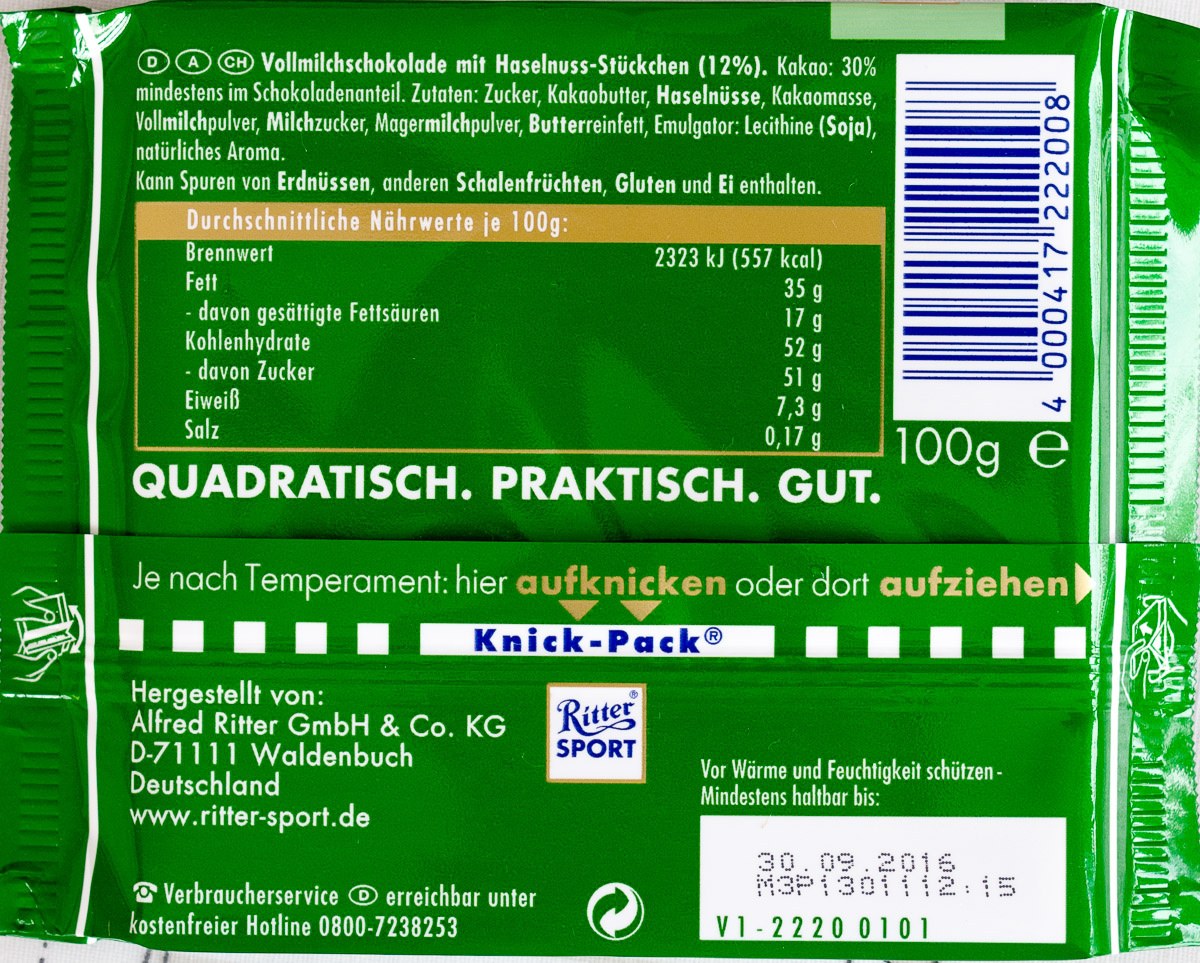 D A CH Vollmilchschokolade mit Haselnuss-Stückchen (12%). Kakao: 30%
mindestens im Schokoladenanteil. Zutaten: Zucker, Kakaobutter, Haselnüsse, Kakaomasse,
Vollmilchpulver, Milchzucker, Magermilchpulver, Butterreinfett, Emulgator: Lecithine (Soja),
natürliches Aroma.
Kann Spuren von Erdnüssen, anderen Schalenfrüchten, Gluten und Ei enthalten.
Durchschnittliche Nährwerte je 100g:
Brennwert 2323 kJ (557 kcal)
Fett 35 g
- davon gesättigte Fettsäuren 17 g
Kohlenhydrate 52 g
- davon Zucker 51 g
Eiweiß 7,3 g
Salz 0,17 g
4 000417 222008
100g e
QUADRATISCH. PRAKTISCH. GUT.
Je nach Temperament: hier aufknicken oder dort aufziehen
Knick-Pack®
Hergestellt von:
Alfred Ritter GmbH & Co. KG
D-71111 Waldenbuch
Deutschland
www.ritter-sport.de
Ritter®
SPORT
Vor Wärme und Feuchtigkeit schützen -
Mindestens haltbar bis:
30.09.2016
M3P1301112:15
V1-2220 0101
Verbraucherservice D erreichbar unter
kostenfreier Hotline 0800-7238253